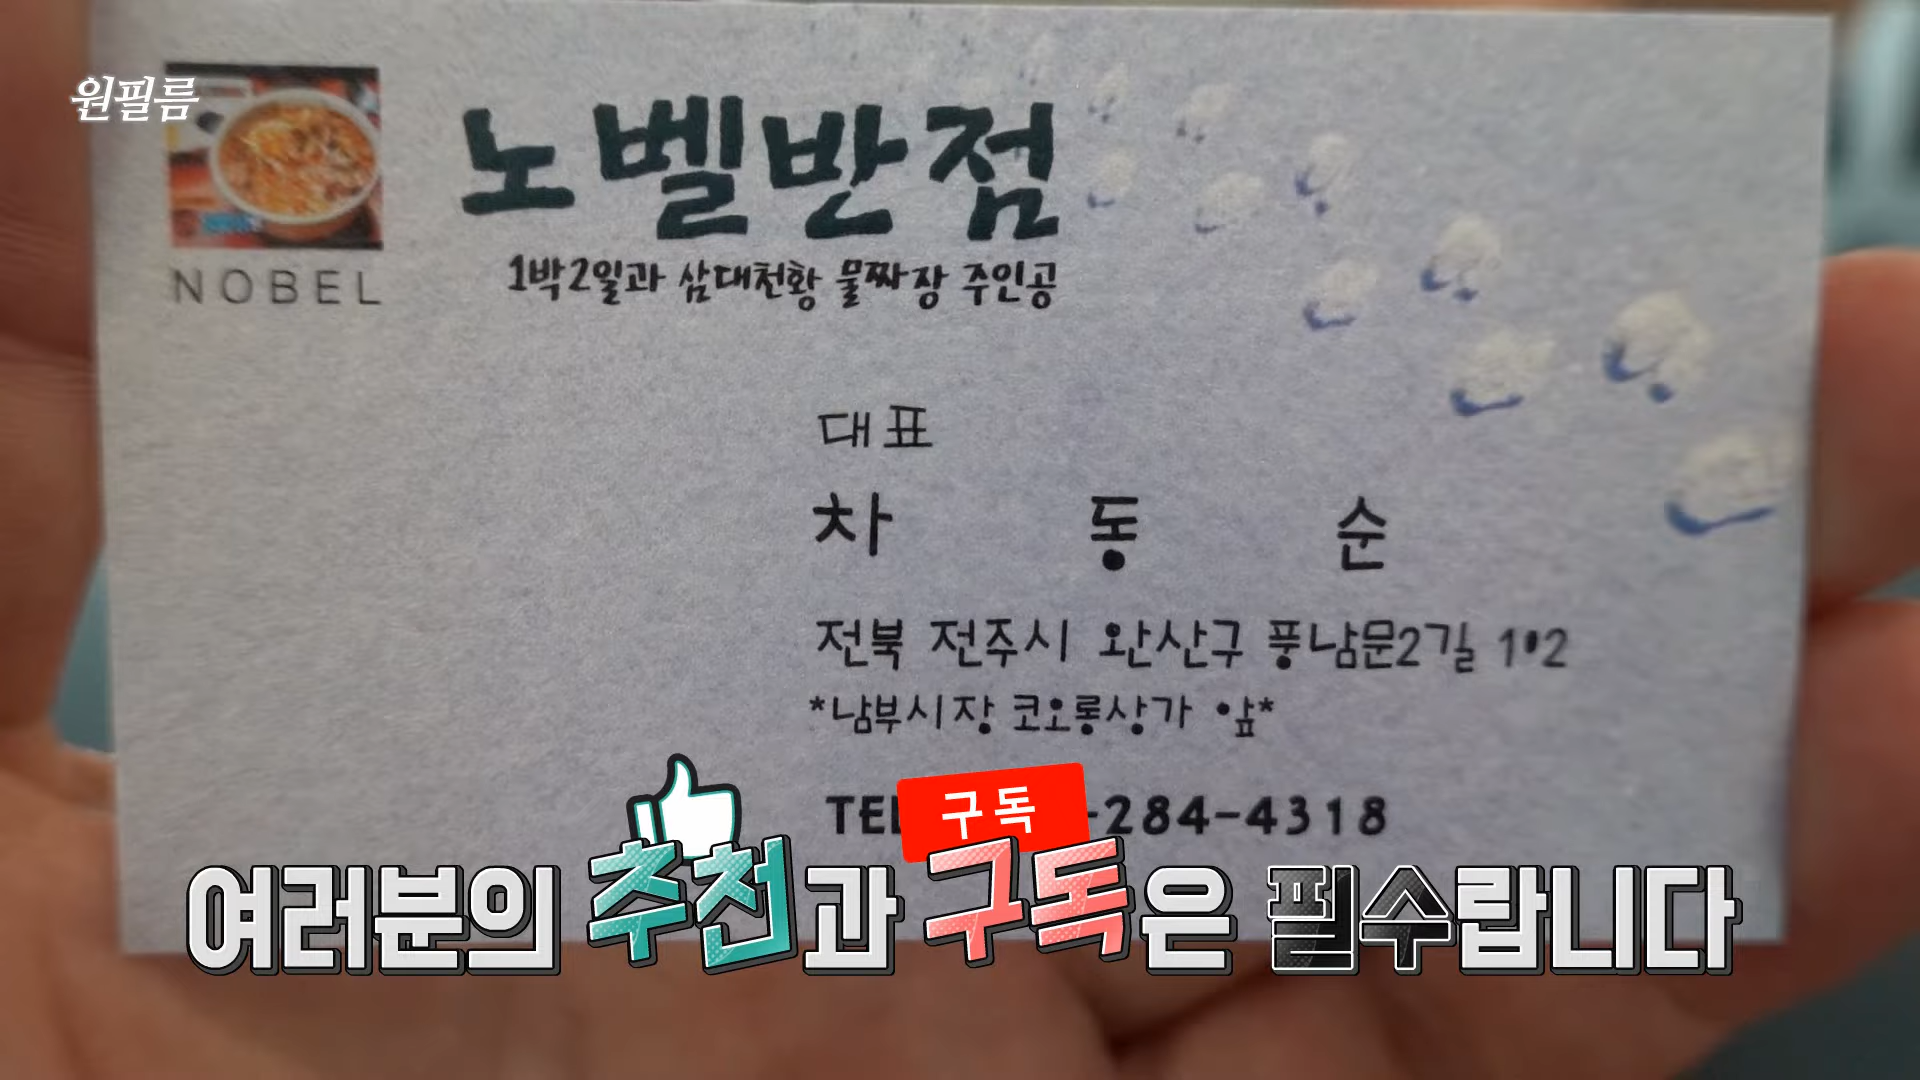 원필름
노벨반점
NOBEL
1박2일과 삼대천황 물짜장 주인공
대표
차 동 순
전북 전주시 완산구 풍남문2길
*남부시장 코오롱상가 앞*
-284-4318
구독
여러분의 추천과 구독은 필수랍니다